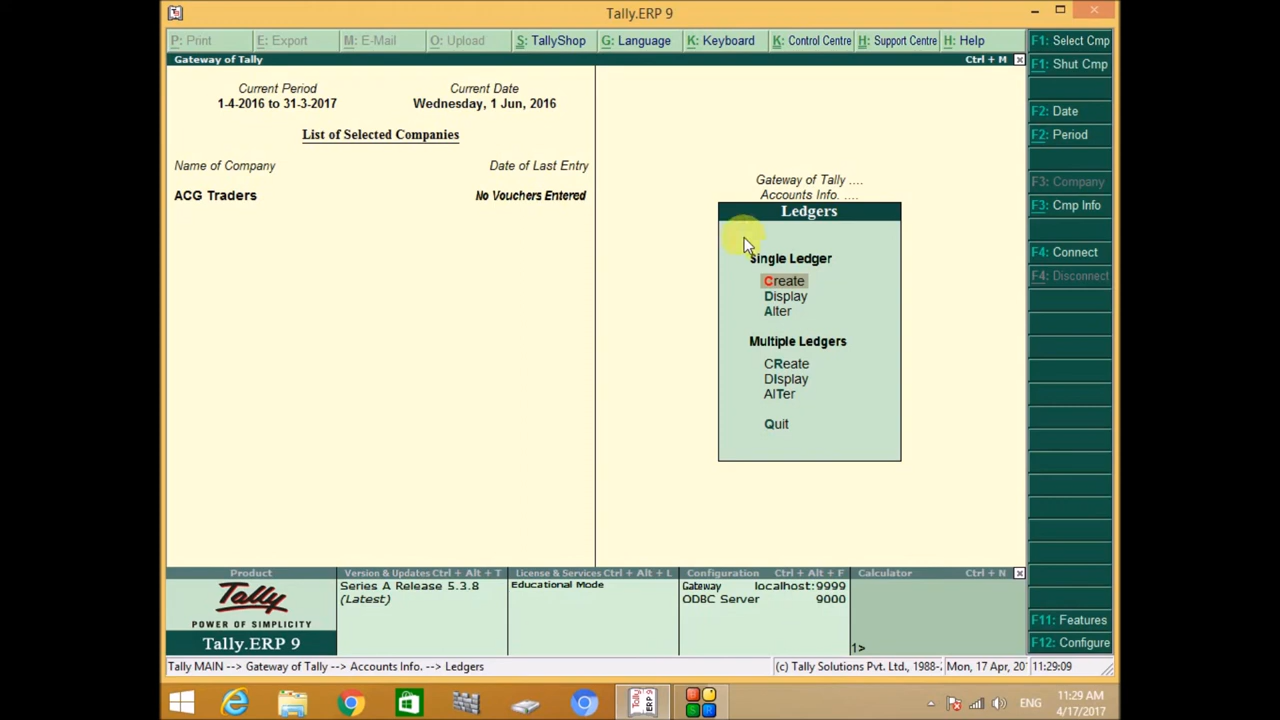 Tally.ERP 9
P: Print E: Export M: E-Mail O: Upload S: TallyShop G: Language K: Keyboard K: Control Centre H: Support Centre H: Help
F1: Select Cmp
Gateway of Tally Ctrl + M
F1: Shut Cmp
Current Period Current Date
1-4-2016 to 31-3-2017 Wednesday, 1 Jun, 2016
F2: Date
List of Selected Companies
F2: Period
Name of Company Date of Last Entry
Gateway of Tally ....
F3: Company
ACG Traders No Vouchers Entered
Accounts Info. ....
F3: Cmp Info
Ledgers
Single Ledger
F4: Connect
Create
F4: Disconnect
Display
Alter
Multiple Ledgers
CReate
DIsplay
AlTer
Quit
Product Version & Updates Ctrl + Alt + T License & Services Ctrl + Alt + L Configuration Ctrl + Alt + F Calculator Ctrl + N
Series A Release 5.3.8 Educational Mode Gateway localhost:9999
(Latest) ODBC Server 9000
Tally
POWER OF SIMPLICITY
F11: Features
Tally.ERP 9
1>
F12: Configure
Tally MAIN --> Gateway of Tally --> Accounts Info. --> Ledgers (c) Tally Solutions Pvt. Ltd., 1988-2 Mon, 17 Apr, 20 11:29:09
ERP 9
ENG
11:29 AM
4/17/2017